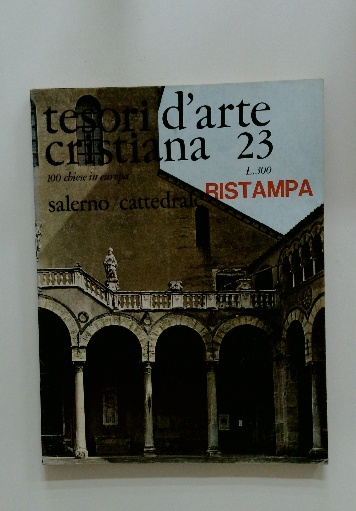 tesori d'arte
cristiana 23
100 chiese in europa
L.300
salerno/cattedrale
RISTAMPA